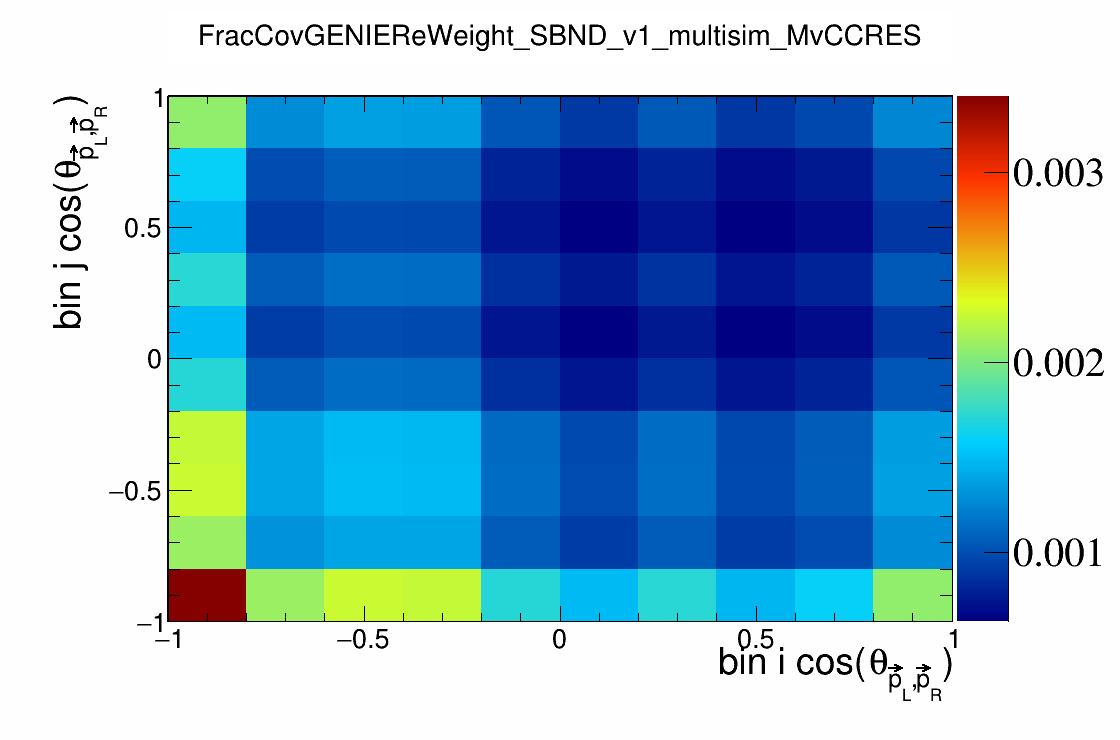 FracCovGENIEReWeight_SBND_v1_multisim_MvCCRES
bin j cos(θp⃗L,p⃗R)
1
0.5
0
−0.5
−1
−1 −0.5 0 0.5 1
bin i cos(θp⃗L,p⃗R)
0.003
0.002
0.001